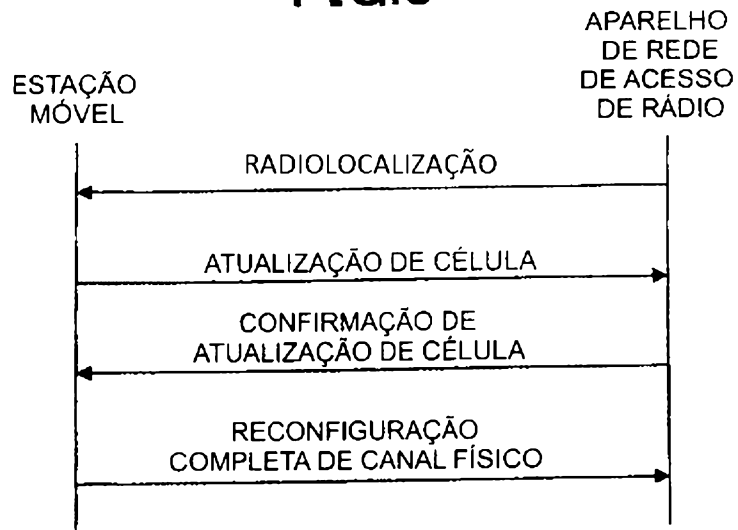 ESTAÇÃO
MÓVEL
APARELHO
DE REDE
DE ACESSO
DE RÁDIO
RADIOLOCALIZAÇÃO
ATUALIZAÇÃO DE CÉLULA
CONFIRMAÇÃO DE
ATUALIZAÇÃO DE CÉLULA
RECONFIGURAÇÃO
COMPLETA DE CANAL FÍSICO